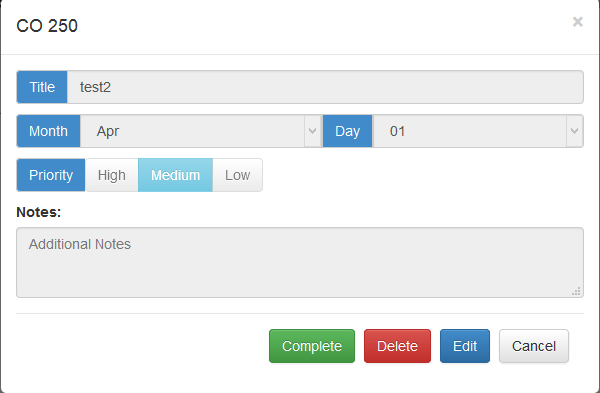 CO 250 ×
Title test2
Month Apr Day 01
Priority High Medium Low
Notes:
Additional Notes
Complete Delete Edit Cancel